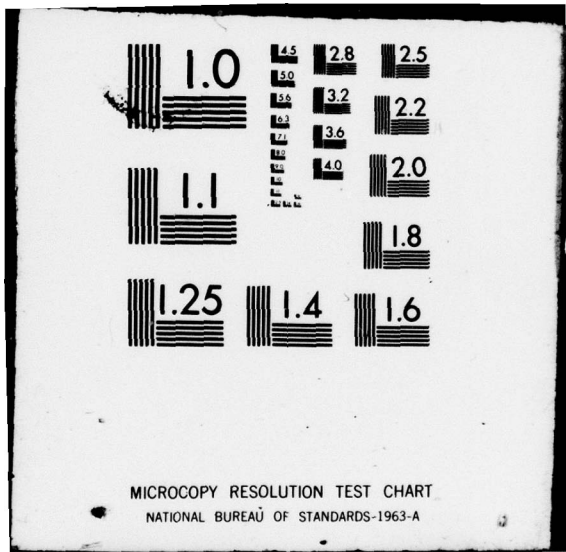 1.0
4.5 2.8 2.5
5.0
5.6 3.2 2.2
6.3
7.1 3.6
8.0 4.0 2.0
1.1
1.8
1.25 1.4 1.6
MICROCOPY RESOLUTION TEST CHART
NATIONAL BUREAU OF STANDARDS-1963-A